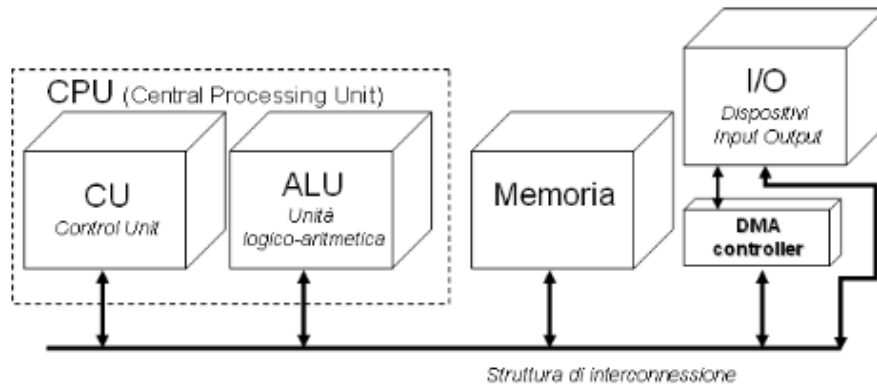 CPU (Central Processing Unit)
CU
Control Unit
ALU
Unità
logico-aritmetica
Memoria
I/O
Dispositivi
Input Output
DMA
controller
Struttura di interconnessione